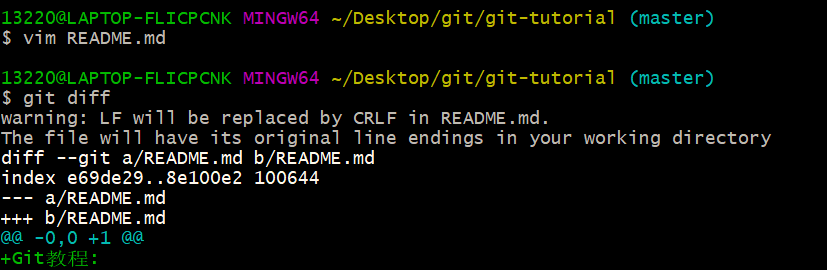 13220@LAPTOP-FLICPCNK MINGW64 ~/Desktop/git/git-tutorial (master)
$ vim README.md
13220@LAPTOP-FLICPCNK MINGW64 ~/Desktop/git/git-tutorial (master)
$ git diff
warning: LF will be replaced by CRLF in README.md.
The file will have its original line endings in your working directory
diff --git a/README.md b/README.md
index e69de29..8e100e2 100644
--- a/README.md
+++ b/README.md
@@ -0,0 +1 @@
+Git教程: